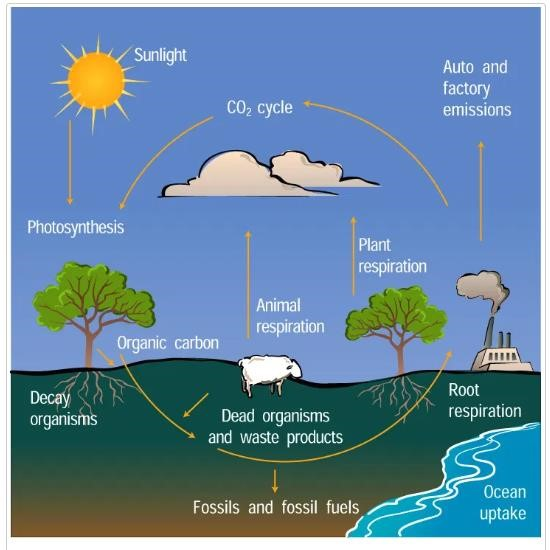 Sunlight
Auto and
factory
emissions
CO₂ cycle
Photosynthesis
Plant
respiration
Animal
respiration
Organic carbon
Decay
organisms
Dead organisms
and waste products
Root
respiration
Fossils and fossil fuels
Ocean
uptake